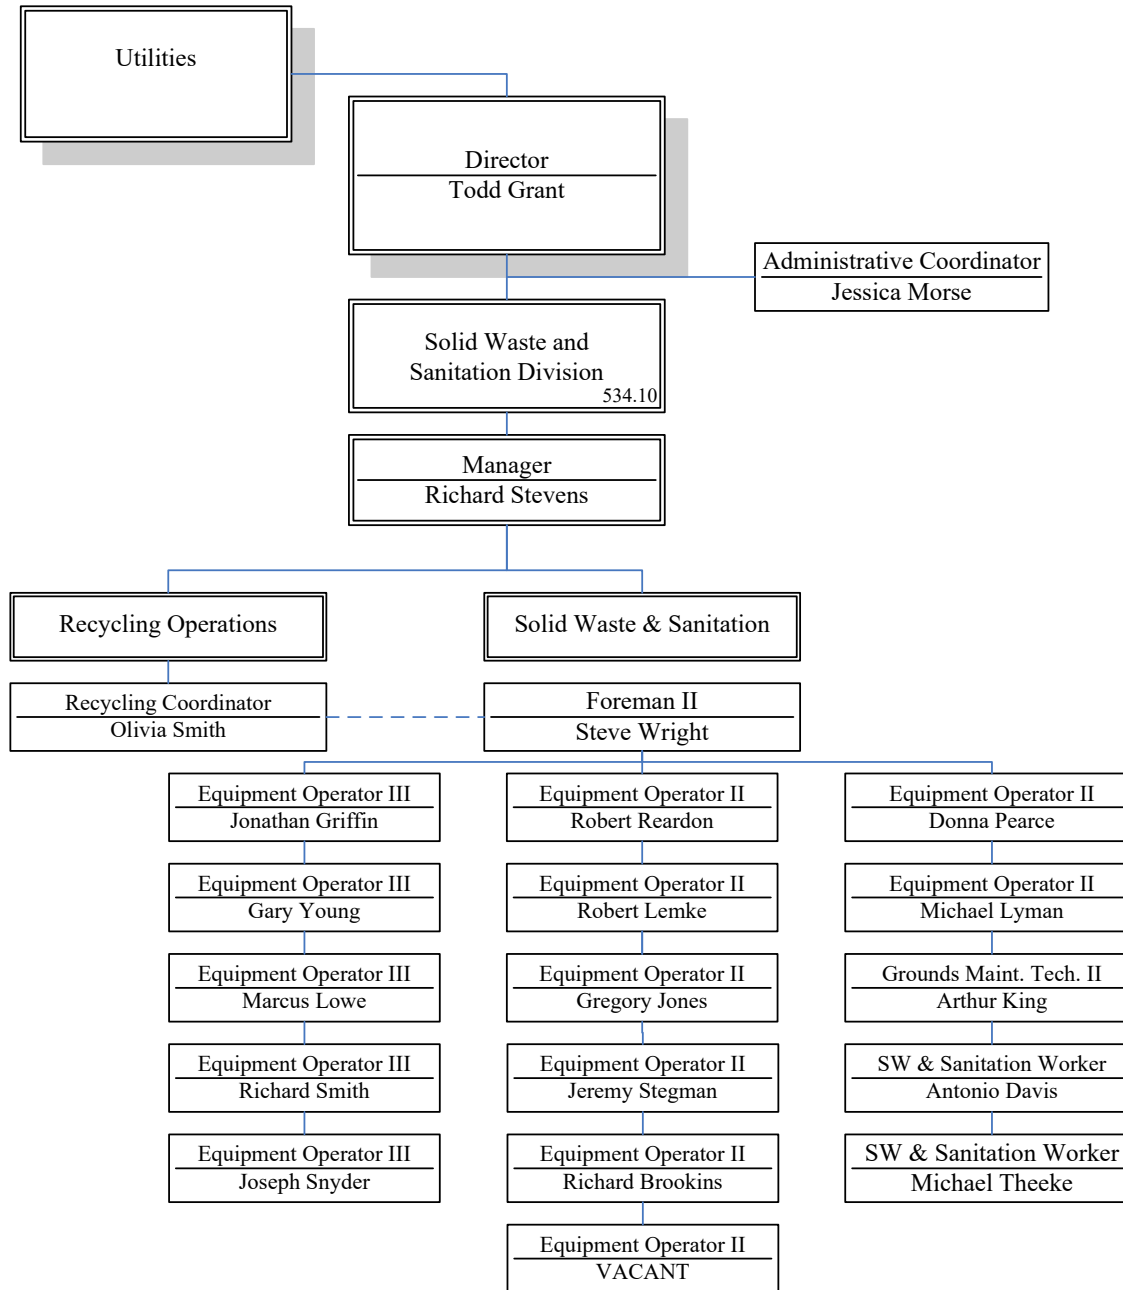 Utilities
Director
Todd Grant
Administrative Coordinator
Jessica Morse
Solid Waste and
Sanitation Division
534.10
Manager
Richard Stevens
Recycling Operations
Solid Waste & Sanitation
Recycling Coordinator
Olivia Smith
Foreman II
Steve Wright
Equipment Operator III
Jonathan Griffin
Equipment Operator III
Gary Young
Equipment Operator III
Marcus Lowe
Equipment Operator III
Richard Smith
Equipment Operator III
Joseph Snyder
Equipment Operator II
Robert Reardon
Equipment Operator II
Robert Lemke
Equipment Operator II
Gregory Jones
Equipment Operator II
Jeremy Stegman
Equipment Operator II
Richard Brookins
Equipment Operator II
VACANT
Equipment Operator II
Donna Pearce
Equipment Operator II
Michael Lyman
Grounds Maint. Tech. II
Arthur King
SW & Sanitation Worker
Antonio Davis
SW & Sanitation Worker
Michael Theeke